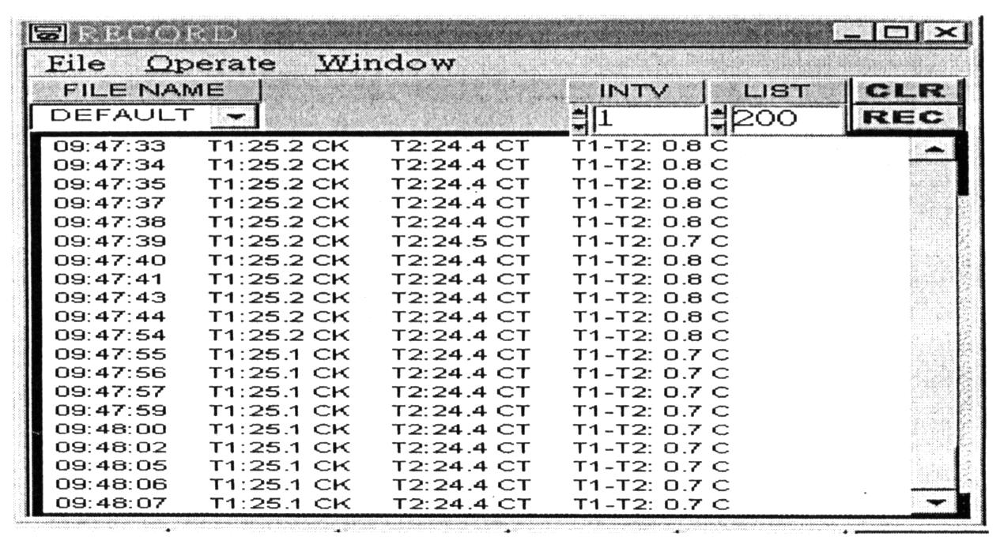 RECORD
File Operate Window
FILE NAME INTV LIST CLR
DEFAULT 1 200 REC
09:47:33 T1:25.2 CK T2:24.4 CT T1-T2: 0.8 C
09:47:34 T1:25.2 CK T2:24.4 CT T1-T2: 0.8 C
09:47:35 T1:25.2 CK T2:24.4 CT T1-T2: 0.8 C
09:47:37 T1:25.2 CK T2:24.4 CT T1-T2: 0.8 C
09:47:38 T1:25.2 CK T2:24.4 CT T1-T2: 0.8 C
09:47:39 T1:25.2 CK T2:24.5 CT T1-T2: 0.7 C
09:47:40 T1:25.2 CK T2:24.4 CT T1-T2: 0.8 C
09:47:41 T1:25.2 CK T2:24.4 CT T1-T2: 0.8 C
09:47:43 T1:25.2 CK T2:24.4 CT T1-T2: 0.8 C
09:47:44 T1:25.2 CK T2:24.4 CT T1-T2: 0.8 C
09:47:54 T1:25.2 CK T2:24.4 CT T1-T2: 0.8 C
09:47:55 T1:25.1 CK T2:24.4 CT T1-T2: 0.7 C
09:47:56 T1:25.1 CK T2:24.4 CT T1-T2: 0.7 C
09:47:57 T1:25.1 CK T2:24.4 CT T1-T2: 0.7 C
09:47:59 T1:25.1 CK T2:24.4 CT T1-T2: 0.7 C
09:48:00 T1:25.1 CK T2:24.4 CT T1-T2: 0.7 C
09:48:02 T1:25.1 CK T2:24.4 CT T1-T2: 0.7 C
09:48:05 T1:25.1 CK T2:24.4 CT T1-T2: 0.7 C
09:48:06 T1:25.1 CK T2:24.4 CT T1-T2: 0.7 C
09:48:07 T1:25.1 CK T2:24.4 CT T1-T2: 0.7 C